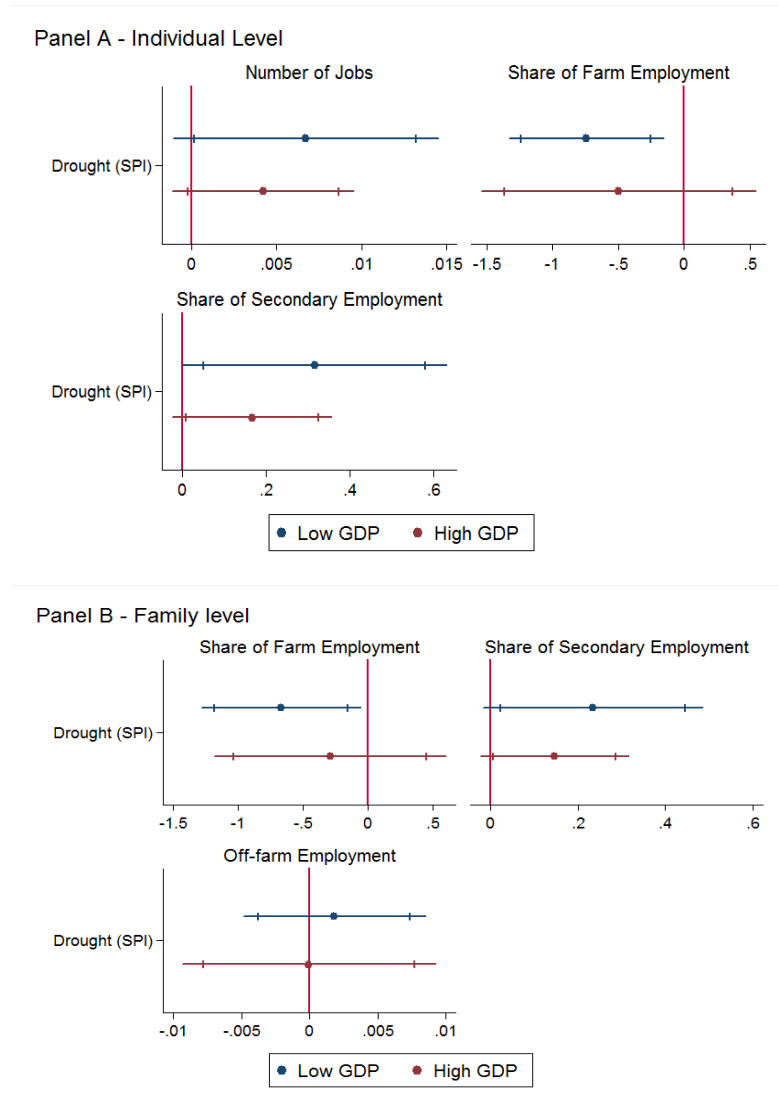 Panel A - Individual Level
Number of Jobs
Share of Farm Employment
Drought (SPI)
0 .005 .01 .015
-1.5 -1 -.5 0 .5
Share of Secondary Employment
Drought (SPI)
0 .2 .4 .6
Low GDP High GDP
Panel B - Family level
Share of Farm Employment
Share of Secondary Employment
Drought (SPI)
-1.5 -1 -.5 0 .5
0 .2 .4 .6
Off-farm Employment
Drought (SPI)
-.01 -.005 0 .005 .01
Low GDP High GDP